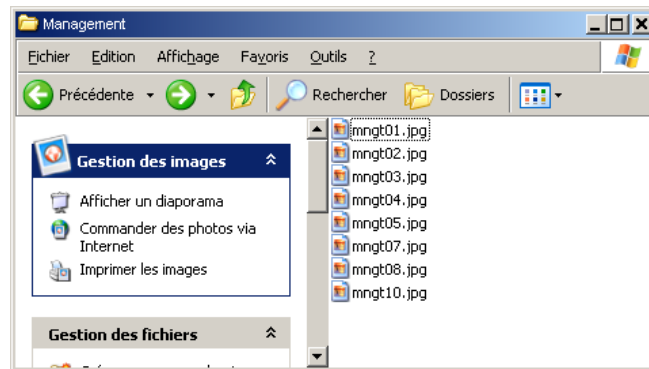 Management
Fichier Edition Affichage Favoris Outils ?
Précédente Rechercher Dossiers
Gestion des images
Afficher un diaporama
Commander des photos via
Internet
Imprimer les images
Gestion des fichiers
mngt01.jpg
mngt02.jpg
mngt03.jpg
mngt04.jpg
mngt05.jpg
mngt07.jpg
mngt08.jpg
mngt10.jpg